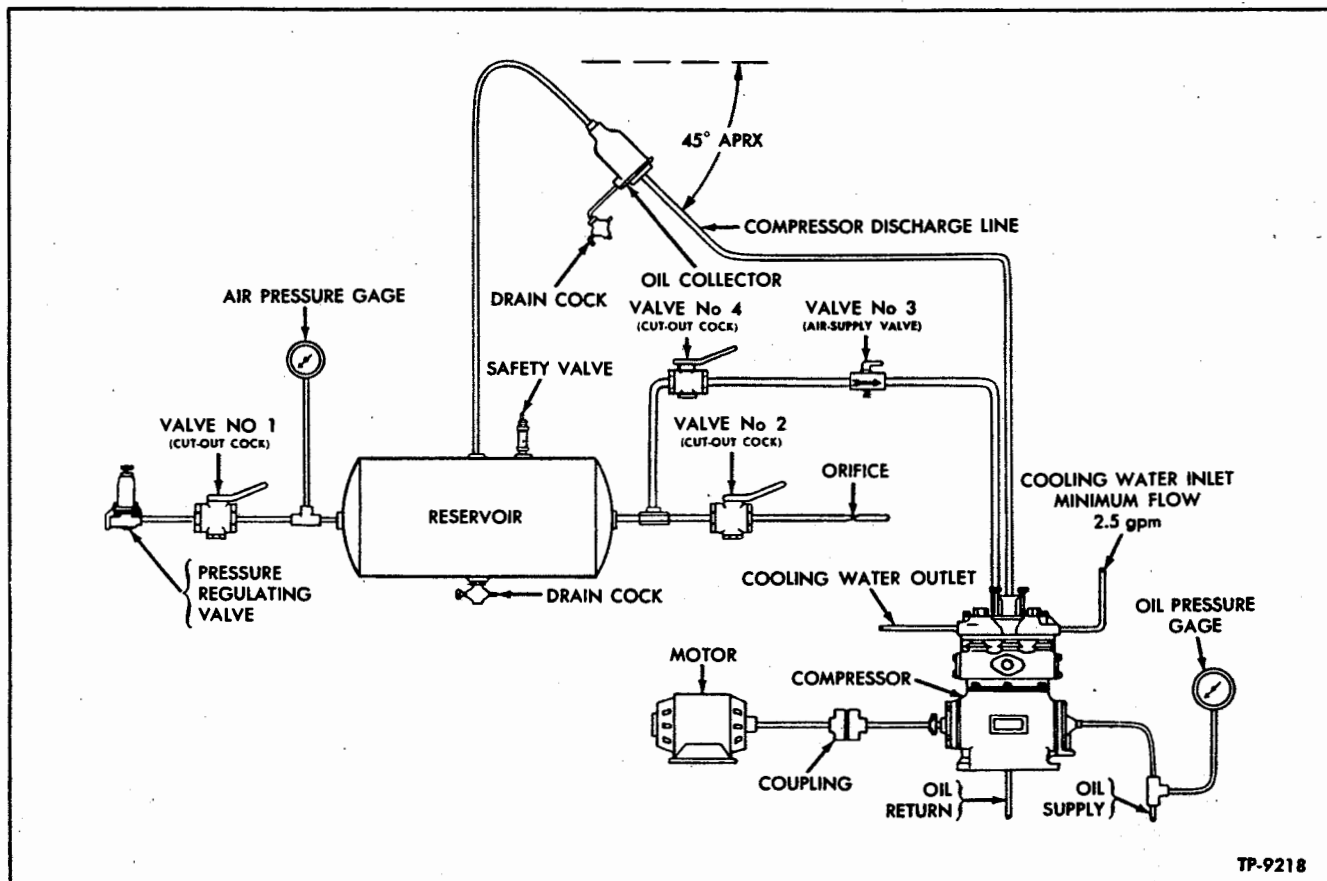 45° APRX
COMPRESSOR DISCHARGE LINE
OIL COLLECTOR
DRAIN COCK
AIR PRESSURE GAGE
VALVE No 4
(CUT-OUT COCK)
VALVE No 3
(AIR-SUPPLY VALVE)
SAFETY VALVE
VALVE NO 1
(CUT-OUT COCK)
VALVE No 2
(CUT-OUT COCK)
ORIFICE
COOLING WATER INLET
MINIMUM FLOW
2.5 gpm
RESERVOIR
PRESSURE
REGULATING
VALVE
DRAIN COCK
COOLING WATER OUTLET
OIL PRESSURE
GAGE
MOTOR
COMPRESSOR
COUPLING
OIL
RETURN
OIL
SUPPLY
TP-9218